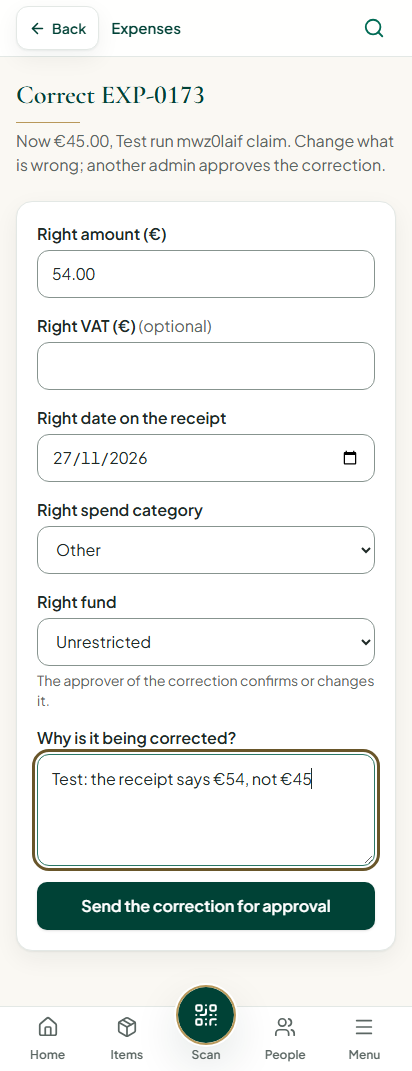 Back
Expenses
Correct EXP-0173
Now €45.00, Test run mwz0laif claim. Change what
is wrong; another admin approves the correction.
Right amount (€)
54.00
Right VAT (€) (optional)
Right date on the receipt
27/11/2026
Right spend category
Other
Right fund
Unrestricted
The approver of the correction confirms or changes
it.
Why is it being corrected?
Test: the receipt says €54, not €45
Send the correction for approval
Home
Items
Scan
People
Menu